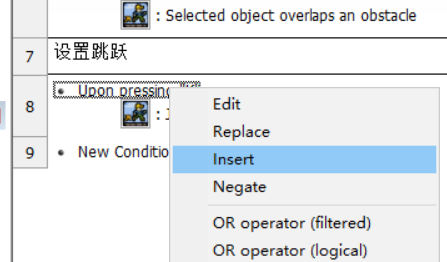 : Selected object overlaps an obstacle
7 设置跳跃
8 • Upon pressing
:
9 • New Conditio
Edit
Replace
Insert
Negate
OR operator (filtered)
OR operator (logical)